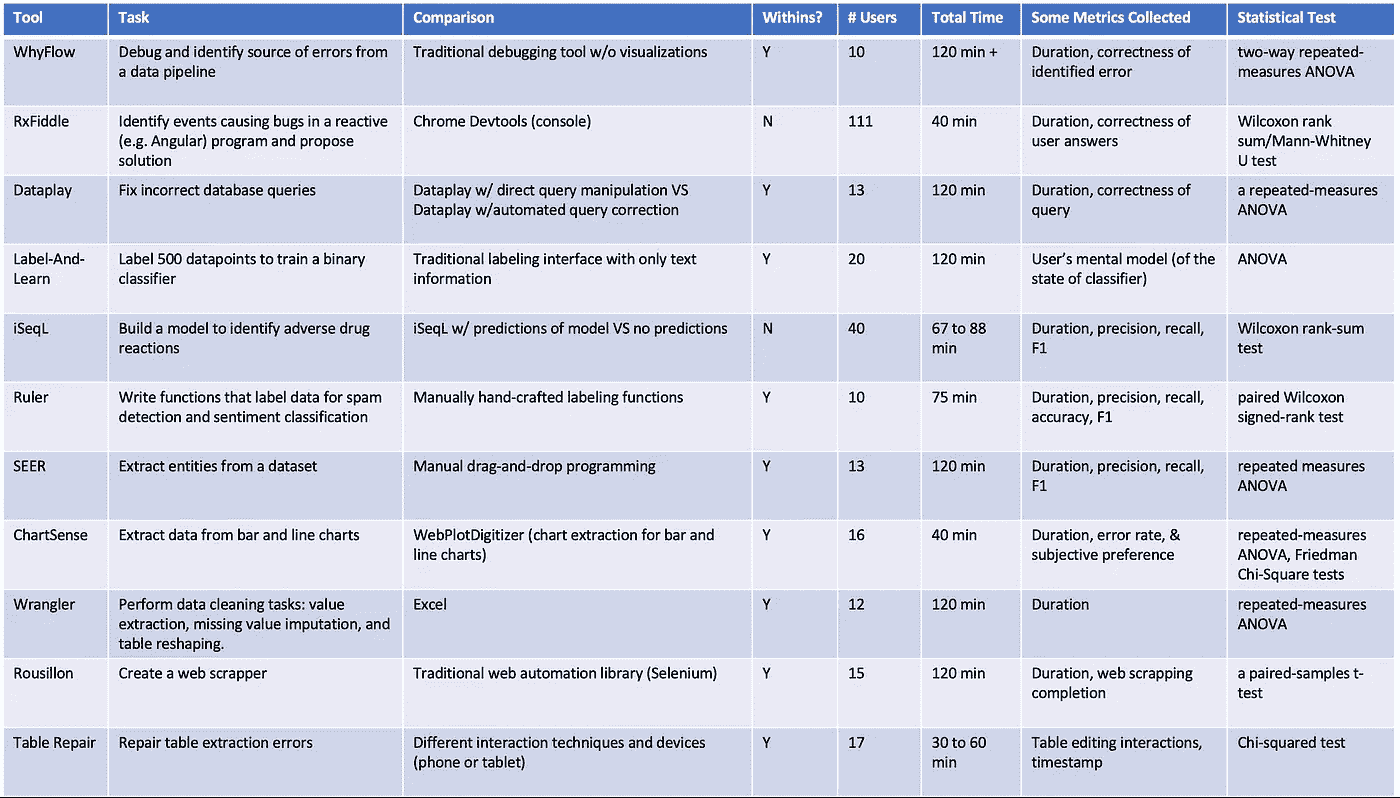 Tool Task Comparison Withins? # Users Total Time Some Metrics Collected Statistical Test
WhyFlow Debug and identify source of errors from Traditional debugging tool w/o visualizations Y 10 120 min + Duration, correctness of two-way repeated-
a data pipeline identified error measures ANOVA
RxFiddle Identify events causing bugs in a reactive Chrome Devtools (console) N 111 40 min Duration, correctness of Wilcoxon rank
(e.g. Angular) program and propose user answers sum/Mann-Whitney
solution U test
Dataplay Fix incorrect database queries Dataplay w/ direct query manipulation VS Y 13 120 min Duration, correctness of a repeated-measures
Dataplay w/automated query correction query ANOVA
Label-And- Label 500 datapoints to train a binary Traditional labeling interface with only text Y 20 120 min User's mental model (of the ANOVA
Learn classifier information state of classifier)
iSeqL Build a model to identify adverse drug iSeqL w/ predictions of model VS no predictions N 40 67 to 88 Duration, precision, recall, Wilcoxon rank-sum
reactions min F1 test
Ruler Write functions that label data for spam Manually hand-crafted labeling functions Y 10 75 min Duration, precision, recall, paired Wilcoxon
detection and sentiment classification accuracy, F1 signed-rank test
SEER Extract entities from a dataset Manual drag-and-drop programming Y 13 120 min Duration, precision, recall, repeated measures
F1 ANOVA
ChartSense Extract data from bar and line charts WebPlotDigitizer (chart extraction for bar and Y 16 40 min Duration, error rate, & repeated-measures
line charts) subjective preference ANOVA, Friedman
Chi-Square tests
Wrangler Perform data cleaning tasks: value Excel Y 12 120 min Duration repeated-measures
extraction, missing value imputation, and ANOVA
table reshaping.
Rousillon Create a web scrapper Traditional web automation library (Selenium) Y 15 120 min Duration, web scrapping a paired-samples t-
completion test
Table Repair Repair table extraction errors Different interaction techniques and devices Y 17 30 to 60 Table editing interactions, Chi-squared test
(phone or tablet) min timestamp